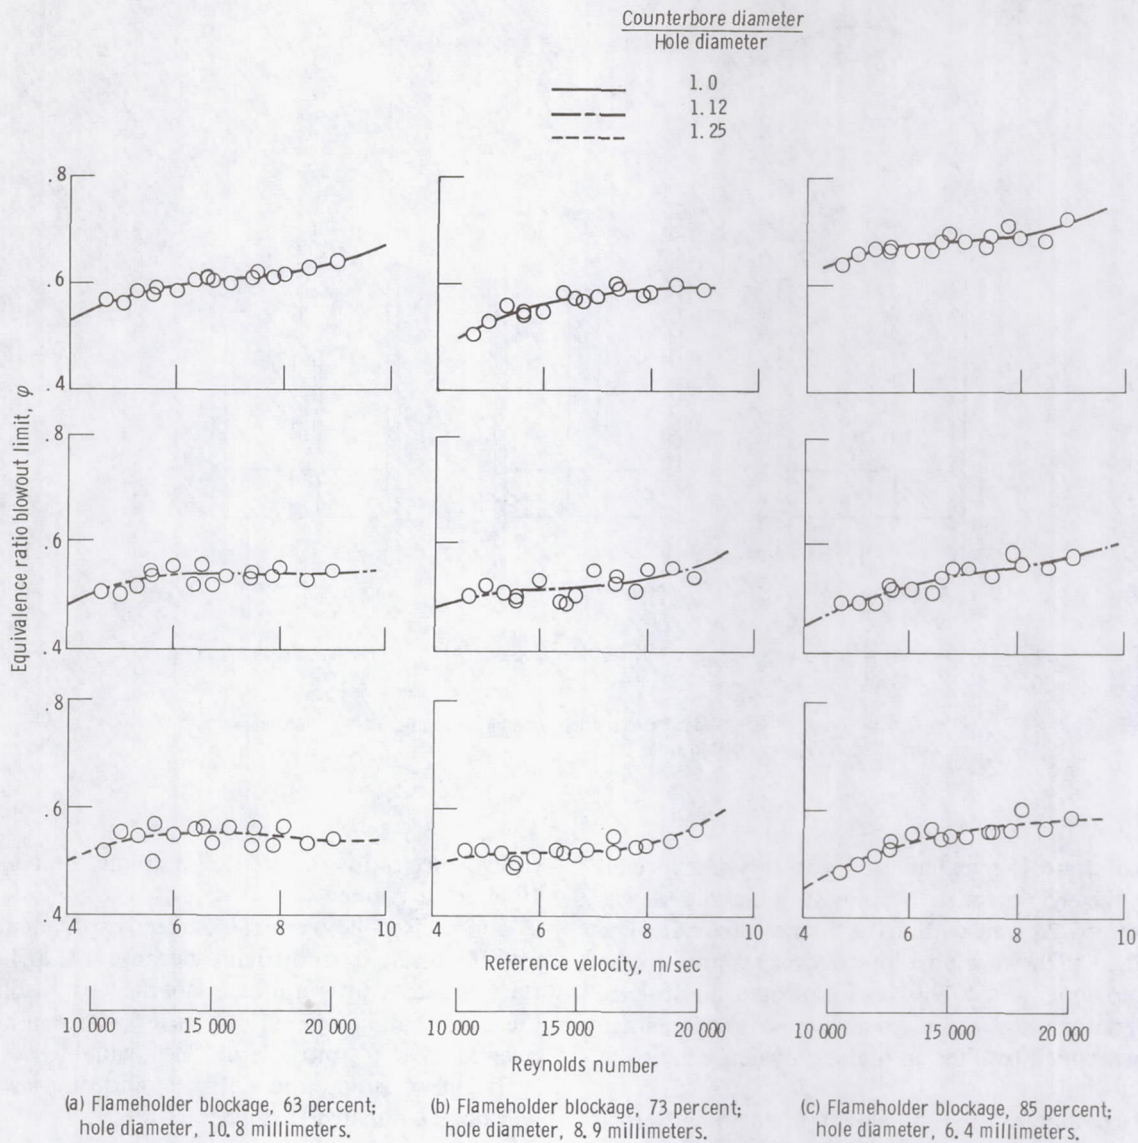 Counterbore diameter
Hole diameter
1.0
1.12
1.25
Equivalence ratio blowout limit, φ
.8
.6
.4
.8
.6
.4
.8
.6
.4
4 6 8 10
4 6 8 10
4 6 8 10
Reference velocity, m/sec
10 000 15 000 20 000
10 000 15 000 20 000
10 000 15 000 20 000
Reynolds number
(a) Flameholder blockage, 63 percent;
hole diameter, 10.8 millimeters.
(b) Flameholder blockage, 73 percent;
hole diameter, 8.9 millimeters.
(c) Flameholder blockage, 85 percent;
hole diameter, 6.4 millimeters.